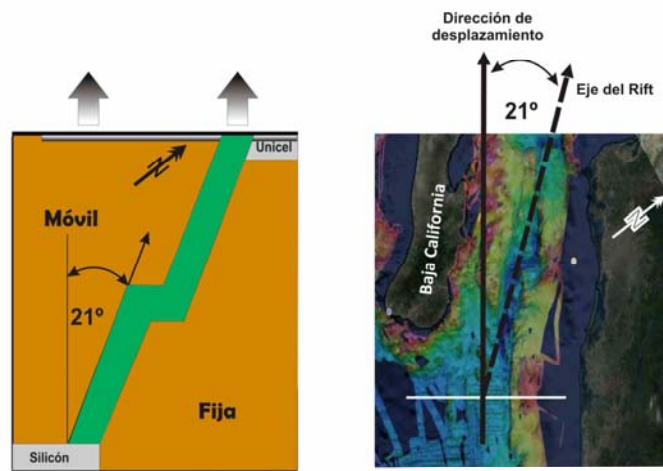 Unicel
Móvil
21º
Fija
Silicón
Dirección de
desplazamiento
Eje del Rift
21º
Baja California